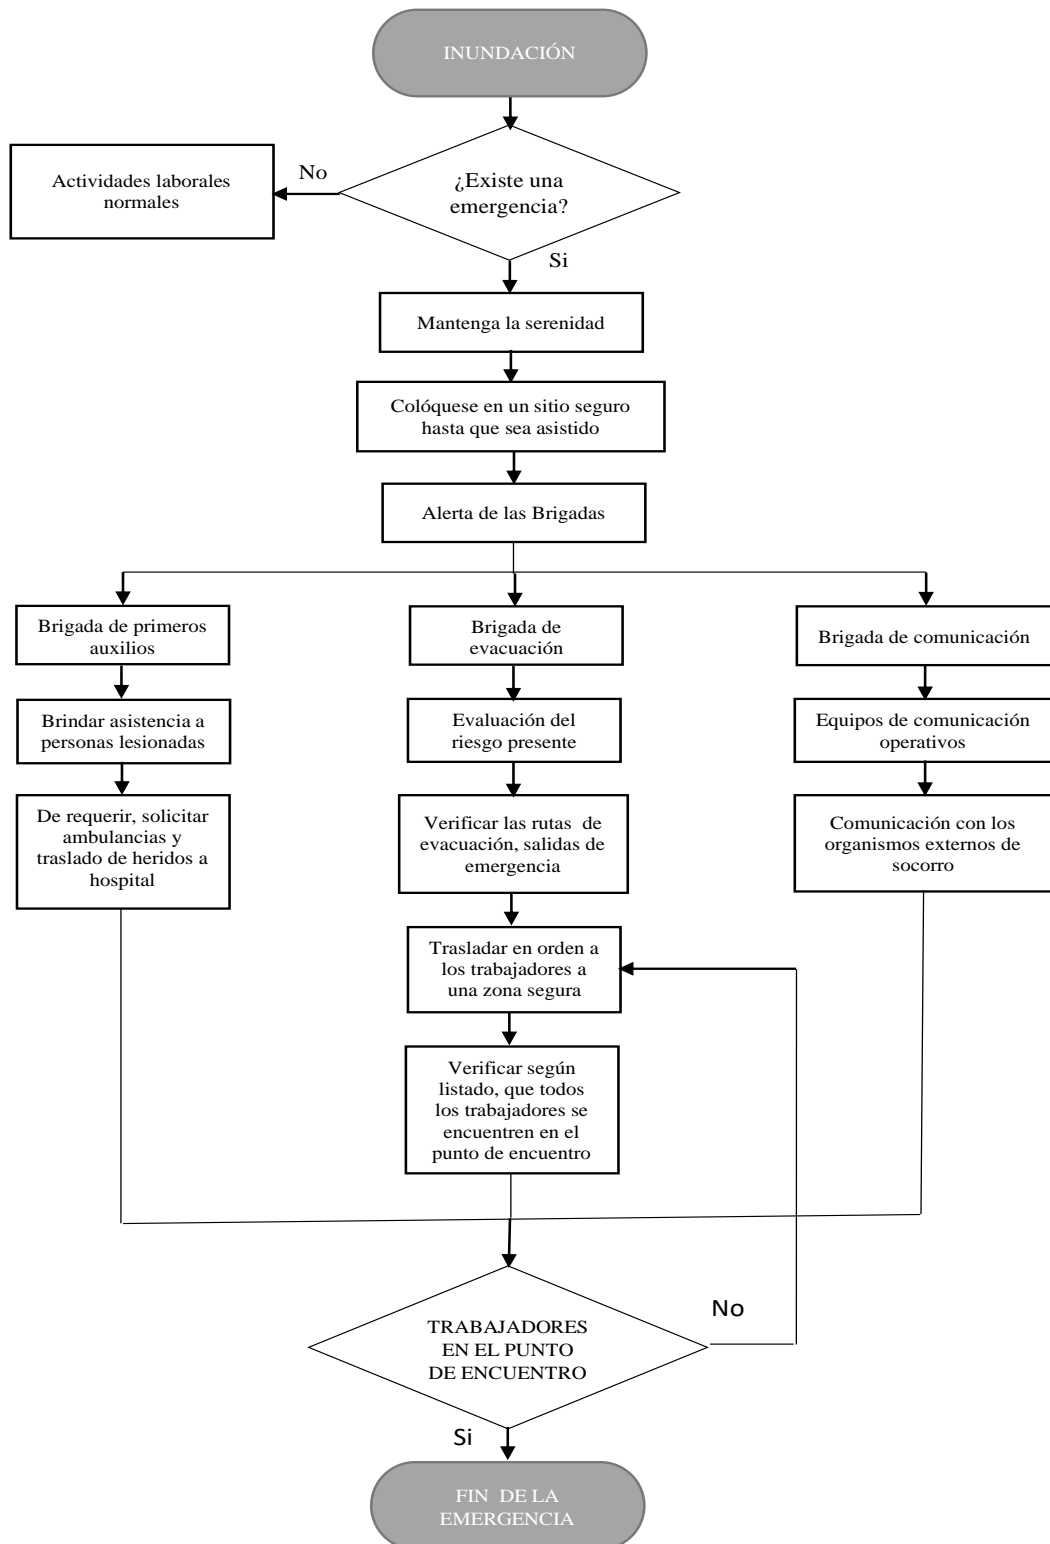 INUNDACIÓN
¿Existe una
emergencia?
No
Actividades laborales
normales
Si
Mantenga la serenidad
Colóquese en un sitio seguro
hasta que sea asistido
Alerta de las Brigadas
Brigada de primeros
auxilios
Brindar asistencia a
personas lesionadas
De requerir, solicitar
ambulancias y
traslado de heridos a
hospital
Brigada de
evacuación
Evaluación del
riesgo presente
Verificar las rutas de
evacuación, salidas de
emergencia
Trasladar en orden a
los trabajadores a
una zona segura
Verificar según
listado, que todos
los trabajadores se
encuentren en el
punto de encuentro
Brigada de comunicación
Equipos de comunicación
operativos
Comunicación con los
organismos externos de
socorro
TRABAJADORES
EN EL PUNTO
DE ENCUENTRO
No
Si
FIN DE LA
EMERGENCIA